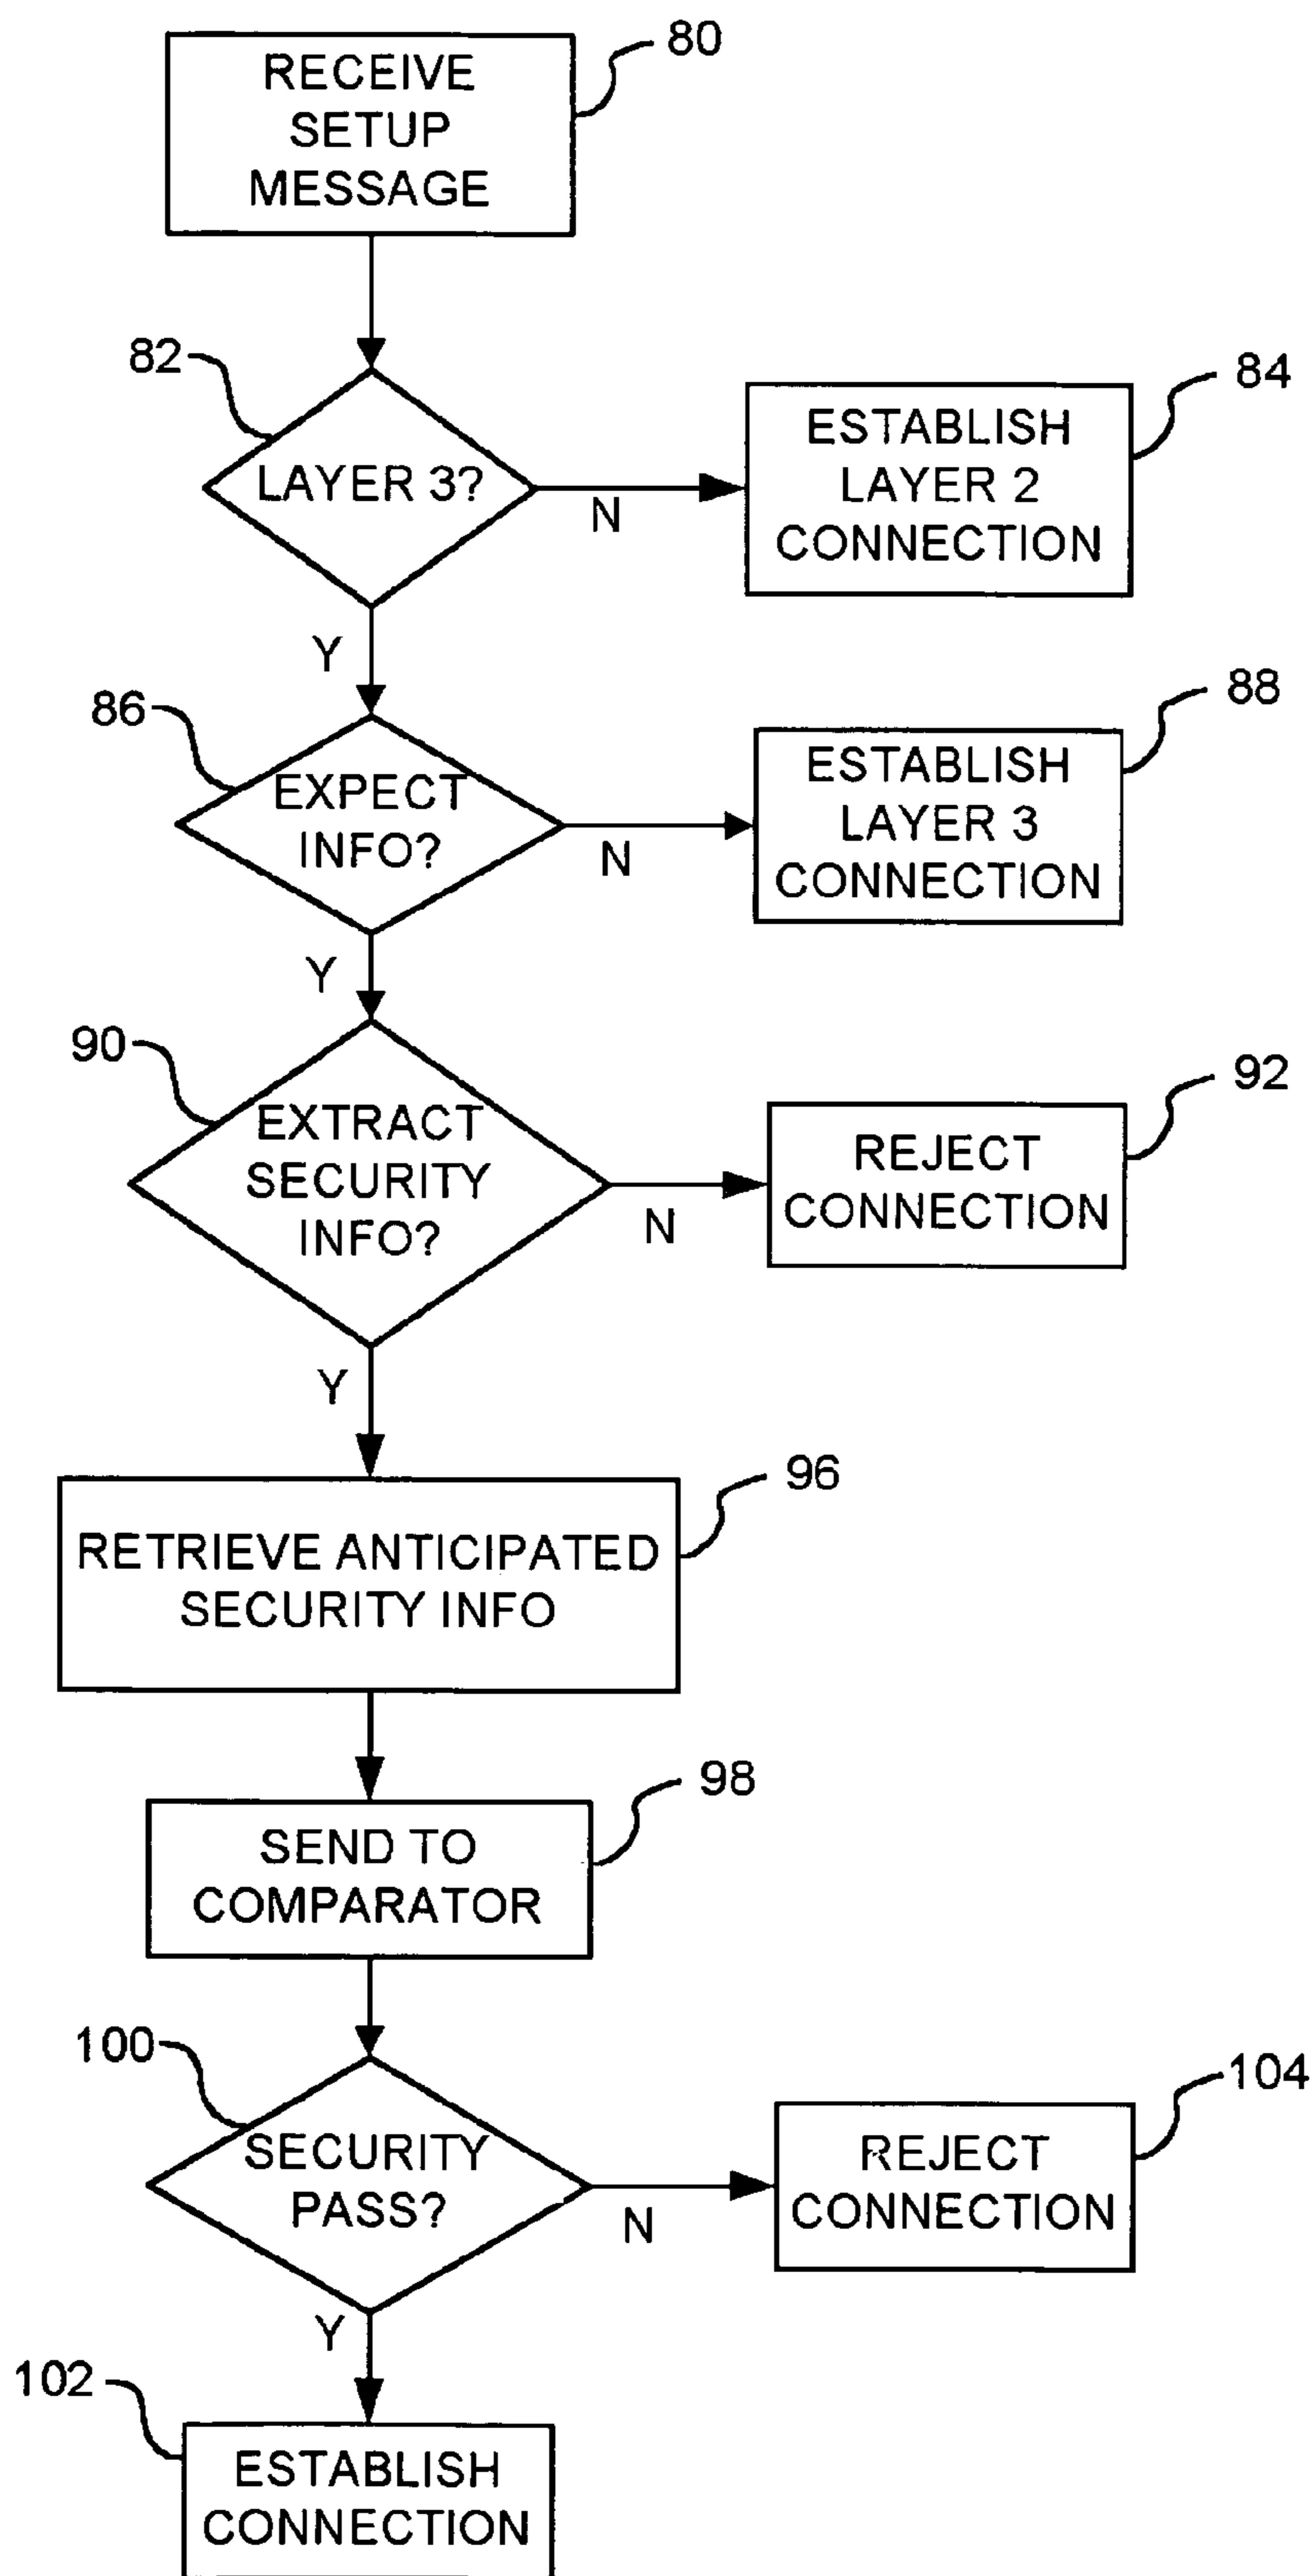 RECEIVE
SETUP
MESSAGE
80
82
LAYER 3?
N
ESTABLISH
LAYER 2
CONNECTION
84
Y
86
EXPECT
INFO?
N
ESTABLISH
LAYER 3
CONNECTION
88
Y
90
EXTRACT
SECURITY
INFO?
N
REJECT
CONNECTION
92
Y
RETRIEVE ANTICIPATED
SECURITY INFO
96
SEND TO
COMPARATOR
98
100
SECURITY
PASS?
N
REJECT
CONNECTION
104
Y
102
ESTABLISH
CONNECTION